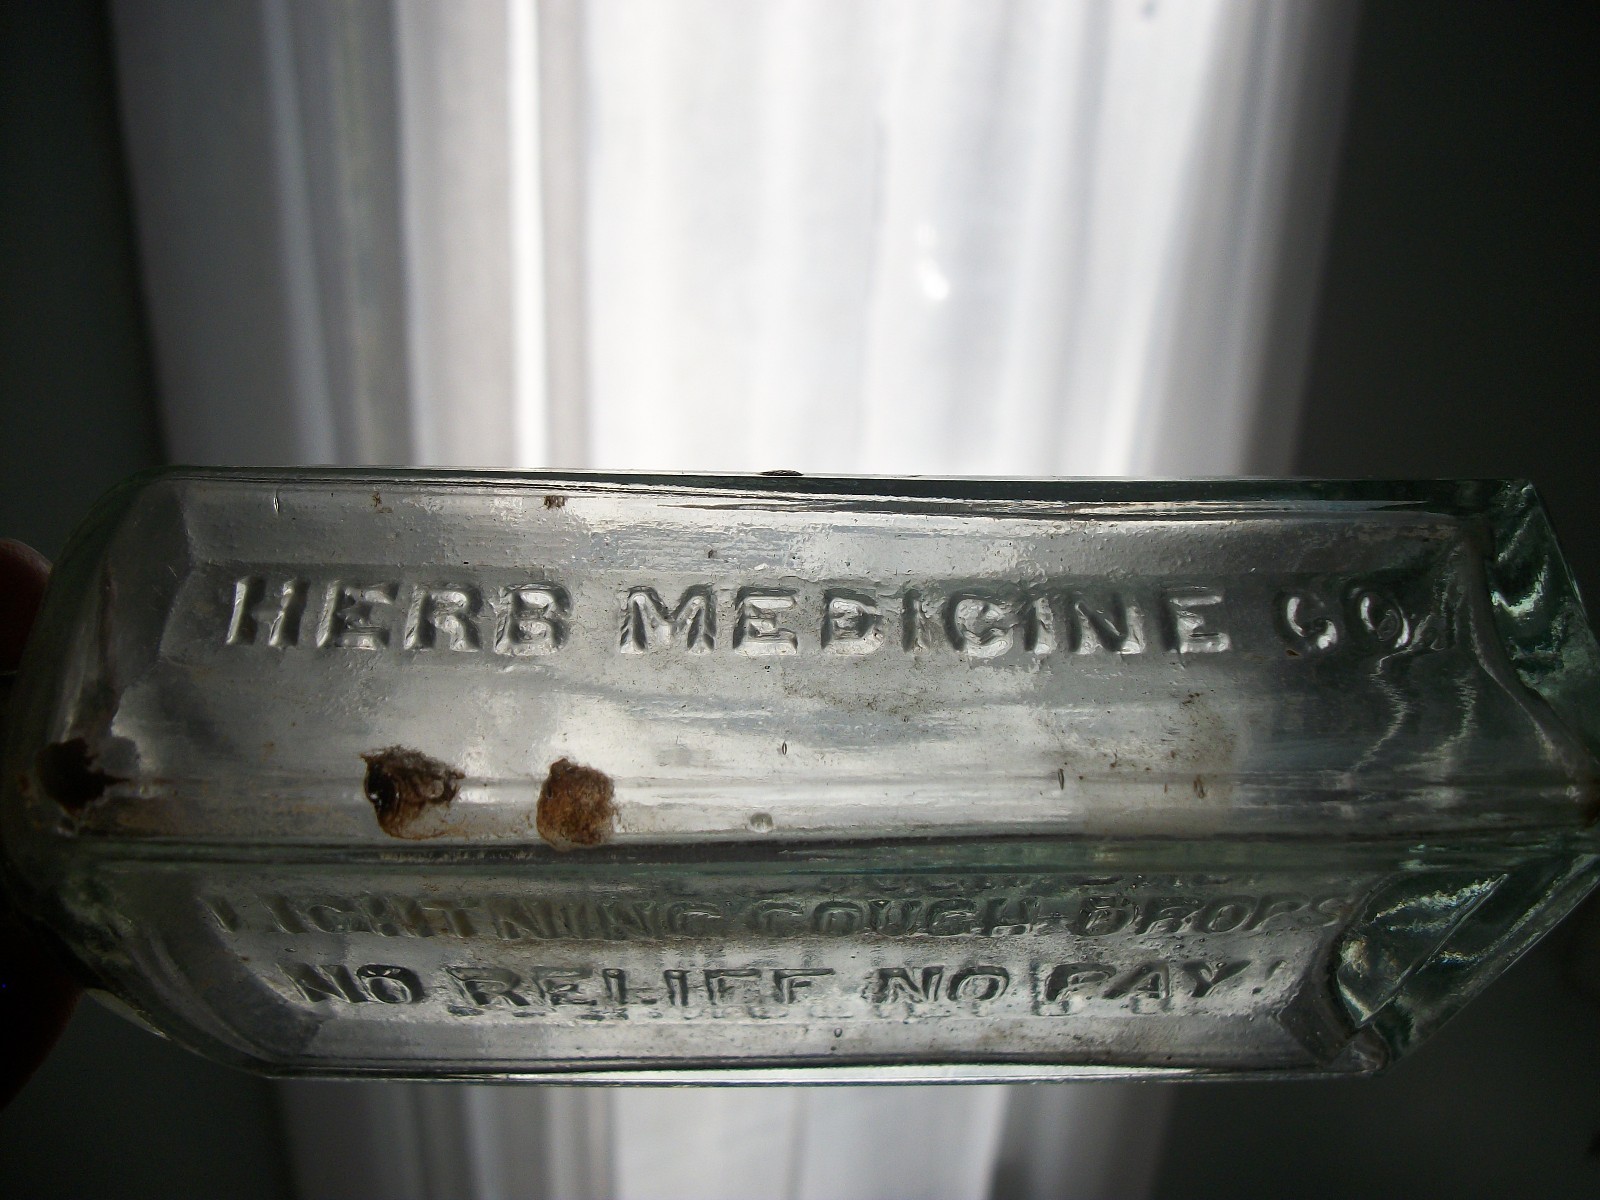 HERB MEDICINE CO.
LIGHTNING COUGH DROPS
NO RELIEF NO PAY!